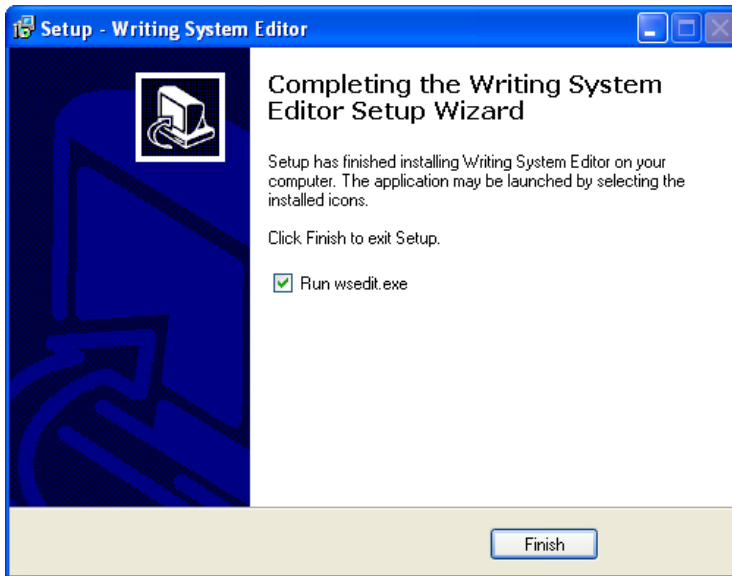 Setup - Writing System Editor
Completing the Writing System
Editor Setup Wizard
Setup has finished installing Writing System Editor on your
computer. The application may be launched by selecting the
installed icons.
Click Finish to exit Setup.
Run wsedit.exe
Finish